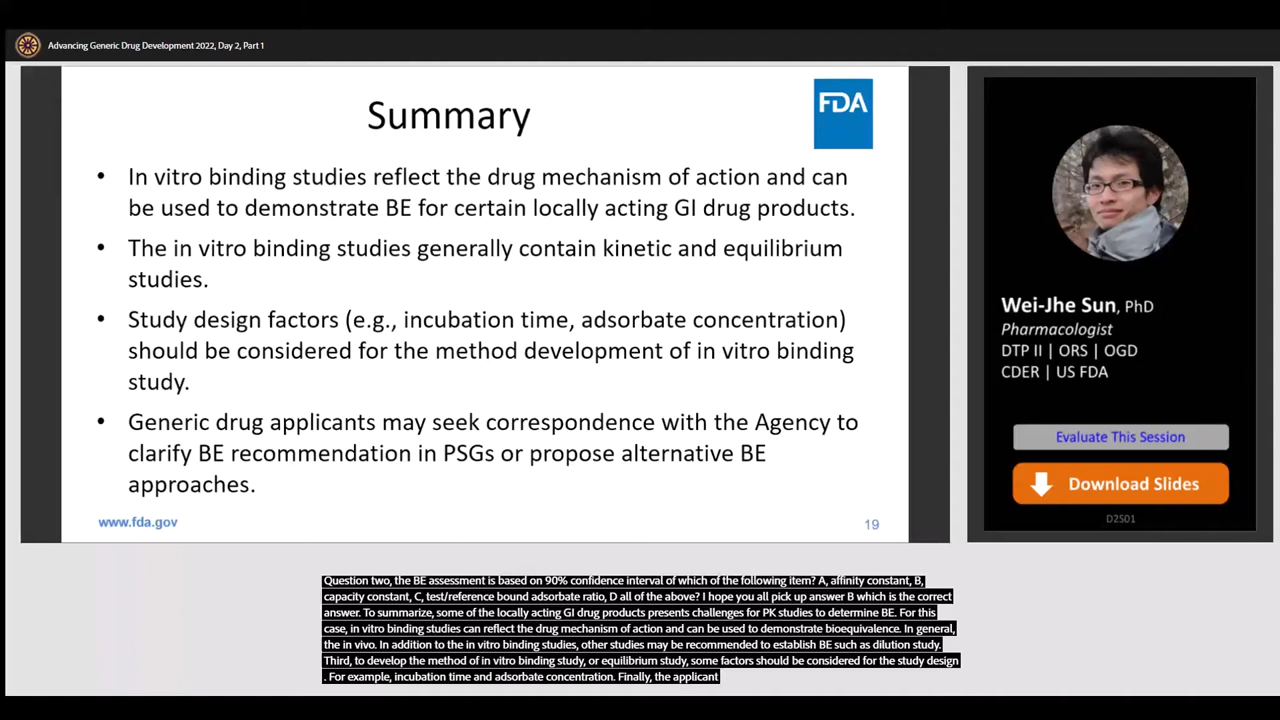 Advancing Generic Drug Development 2022, Day 2, Part 1
Summary
FDA
• In vitro binding studies reflect the drug mechanism of action and can
be used to demonstrate BE for certain locally acting GI drug products.
• The in vitro binding studies generally contain kinetic and equilibrium
studies.
• Study design factors (e.g., incubation time, adsorbate concentration)
should be considered for the method development of in vitro binding
study.
• Generic drug applicants may seek correspondence with the Agency to
clarify BE recommendation in PSGs or propose alternative BE
approaches.
www.fda.gov
19
Wei-Jhe Sun, PhD
Pharmacologist
DTP II | ORS | OGD
CDER | US FDA
Evaluate This Session
Download Slides
D2S01
Question two, the BE assessment is based on 90% confidence interval of which of the following item? A, affinity constant, B,
capacity constant, C, test/reference bound adsorbate ratio, D all of the above? I hope you all pick up answer B which is the correct
answer. To summarize, some of the locally acting GI drug products presents challenges for PK studies to determine BE. For this
case, in vitro binding studies can reflect the drug mechanism of action and can be used to demonstrate bioequivalence. In general,
the in vivo. In addition to the in vitro binding studies, other studies may be recommended to establish BE such as dilution study.
Third, to develop the method of in vitro binding study, or equilibrium study, some factors should be considered for the study design
. For example, incubation time and adsorbate concentration. Finally, the applicant